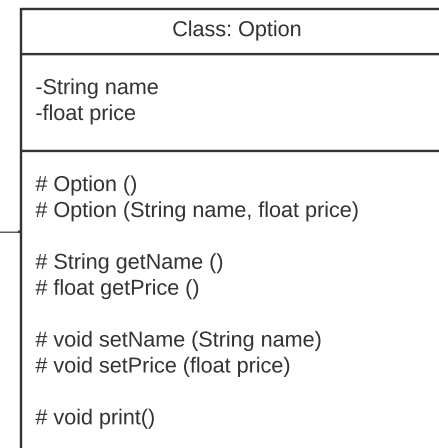 Class: Option
-String name
-float price
# Option ()
# Option (String name, float price)
# String getName ()
# float getPrice ()
# void setName (String name)
# void setPrice (float price)
# void print()